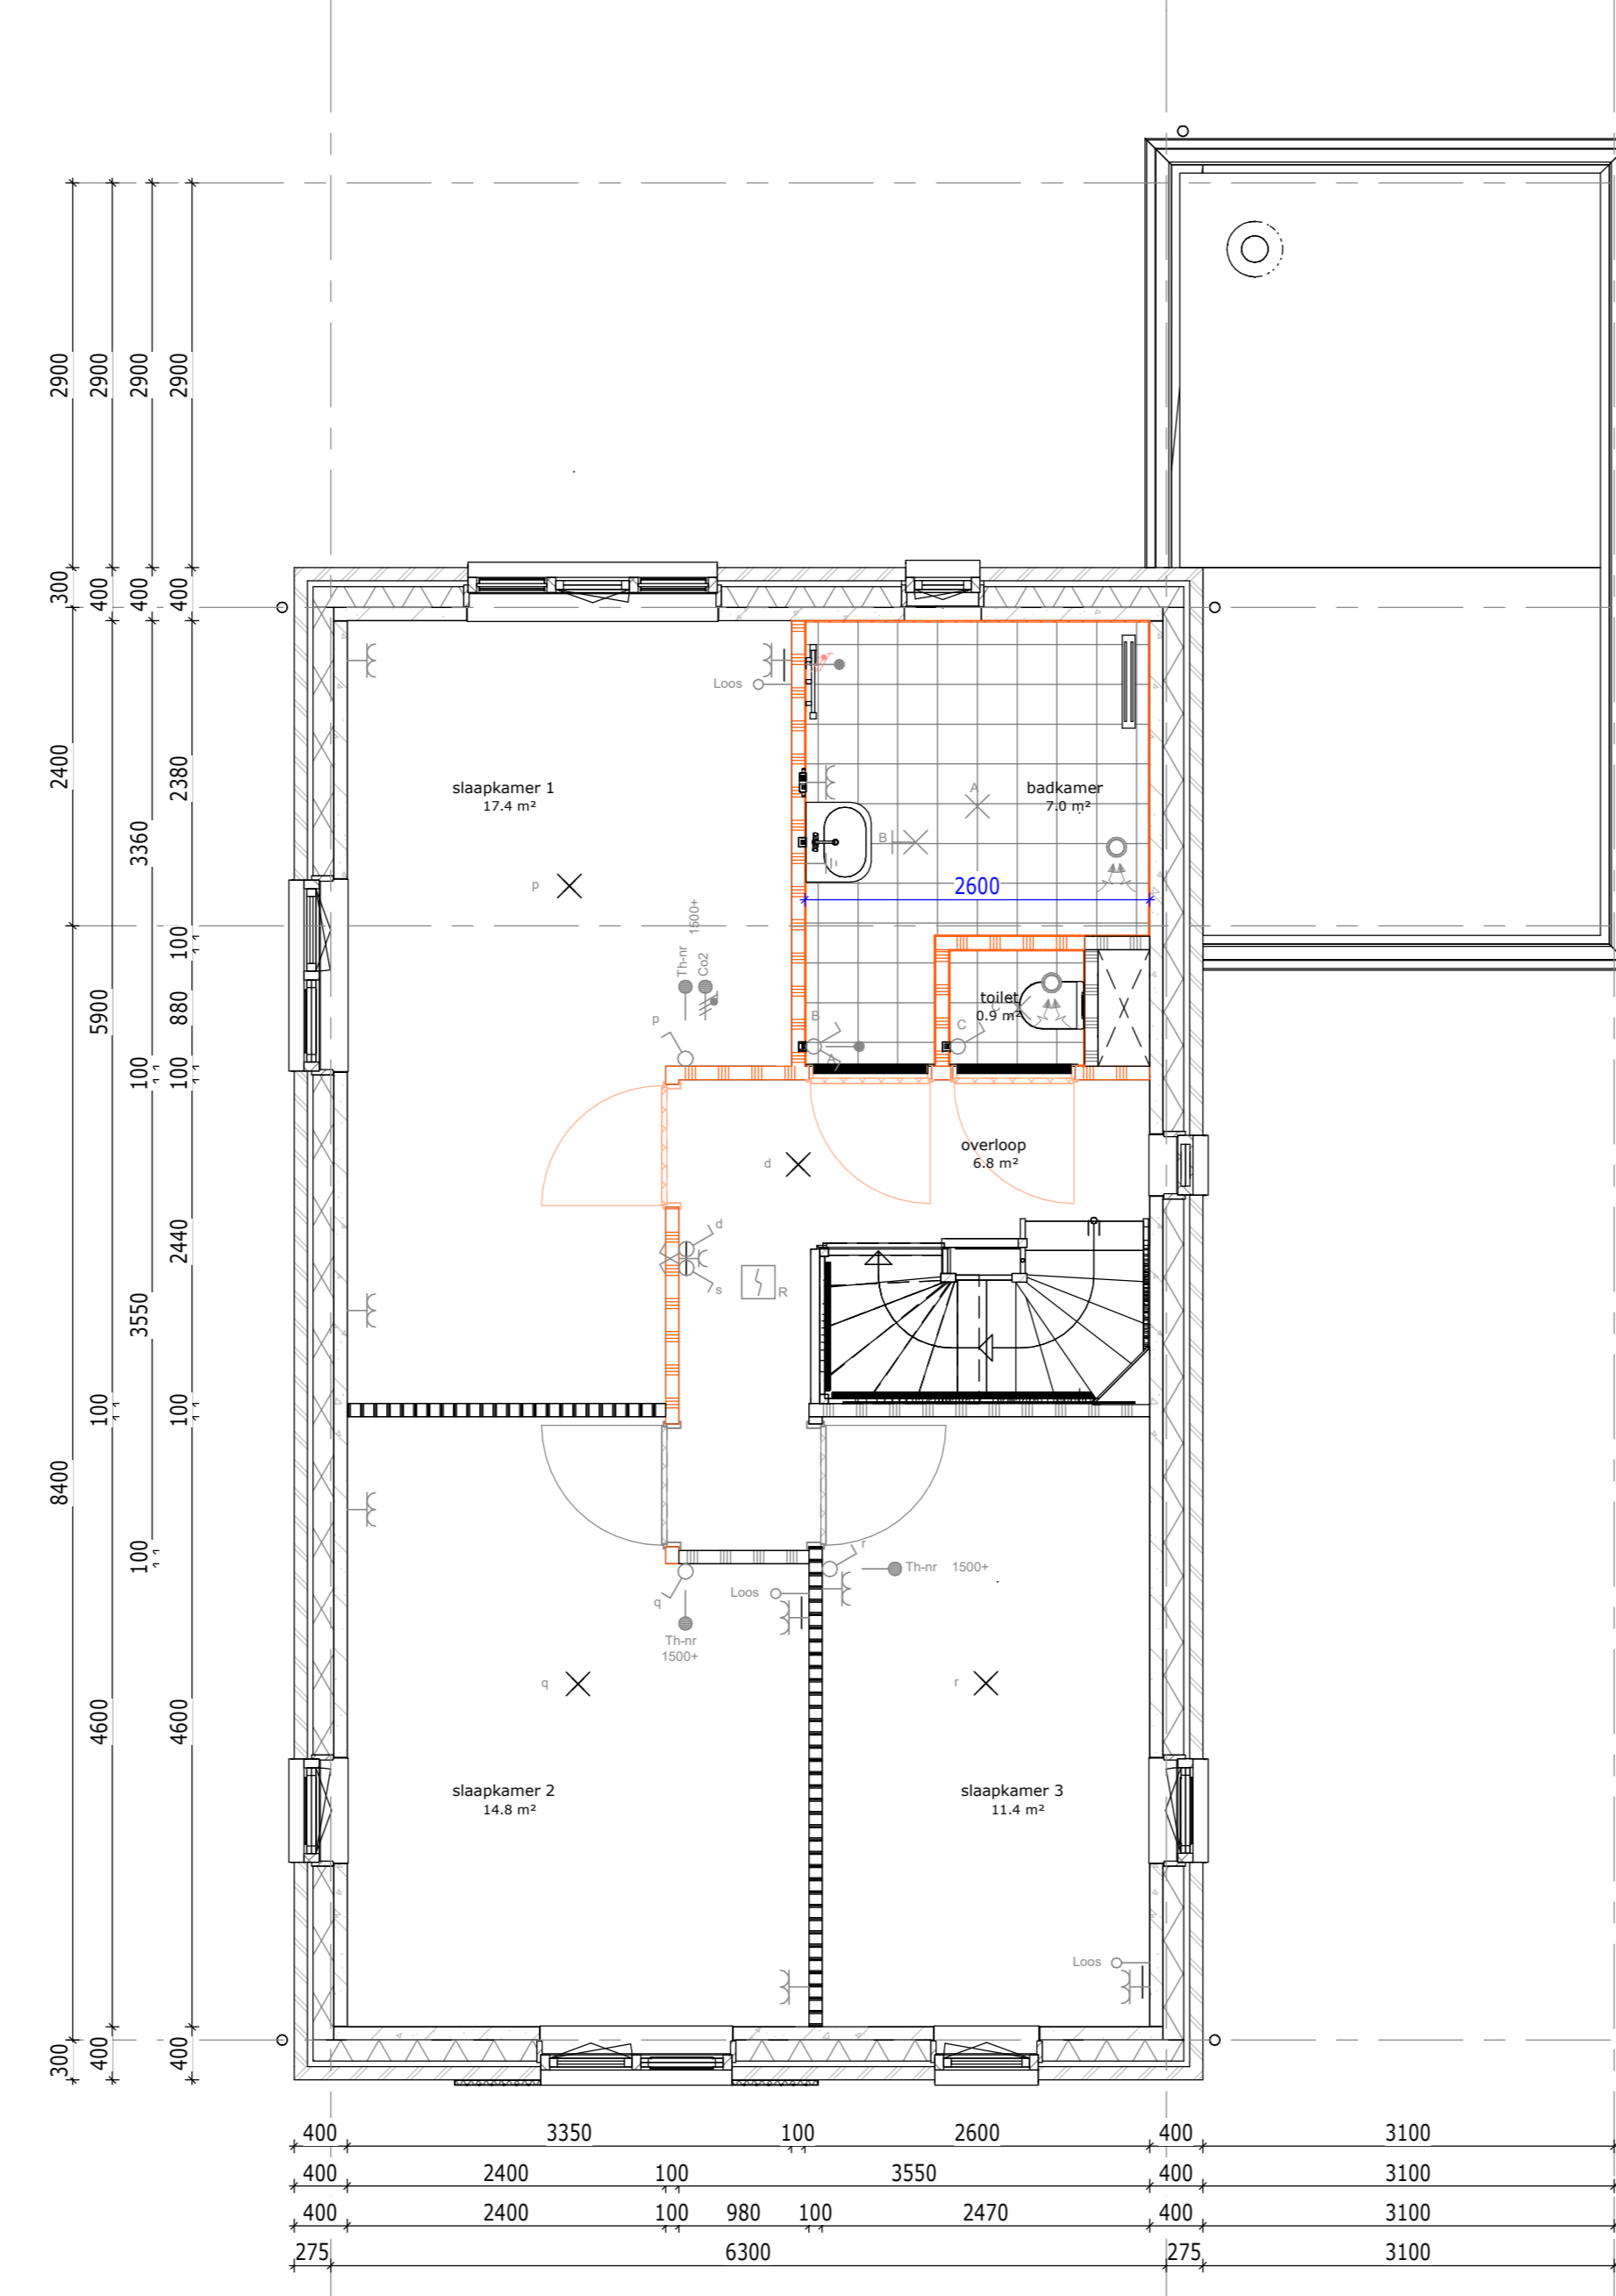 2900
2900
2900
2900
300
400
400
400
2400
5900
3360
2380
100
880
100
100
2440
3550
100
100
8400
100
4600
4600
300
400
400
Loos
slaapkamer 1
17.4 m²
p
A
badkamer
7.0 m²
B
2600
1500+
Th-nr
Co2
p
toilet
0.9 m²
B
A
C
d
overloop
6.8 m²
d
s
R
r
Th-nr 1500+
Loos
q
Th-nr
1500+
q
r
slaapkamer 2
14.8 m²
slaapkamer 3
11.4 m²
Loos
400 3350 100 2600 400 3100
400 2400 100 3550 400 3100
400 2400 100 980 100 2470 400 3100
275 6300 275 3100